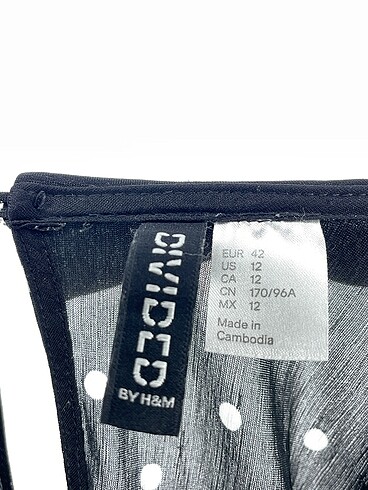 DIVIDED
BY H&M
EUR 42
US 12
CA 12
CN 170/96A
MX 12
Made in
Cambodia